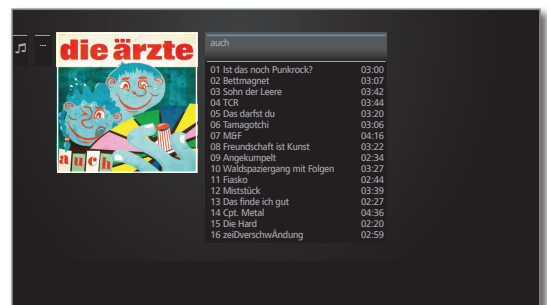 ...
die ärzte
auch
auch
01 Ist das noch Punkrock? 03:00
02 Bettmagnet 03:07
03 Sohn der Leere 03:42
04 TCR 03:44
05 Das darfst du 03:20
06 Tamagotchi 03:06
07 M&F 04:16
08 Freundschaft ist Kunst 03:22
09 Angekumpelt 02:34
10 Waldspaziergang mit Folgen 03:27
11 Fiasko 02:44
12 Miststück 03:39
13 Das finde ich gut 02:27
14 Cpt. Metal 04:36
15 Die Hard 02:20
16 zeiDverschwÄndung 02:59